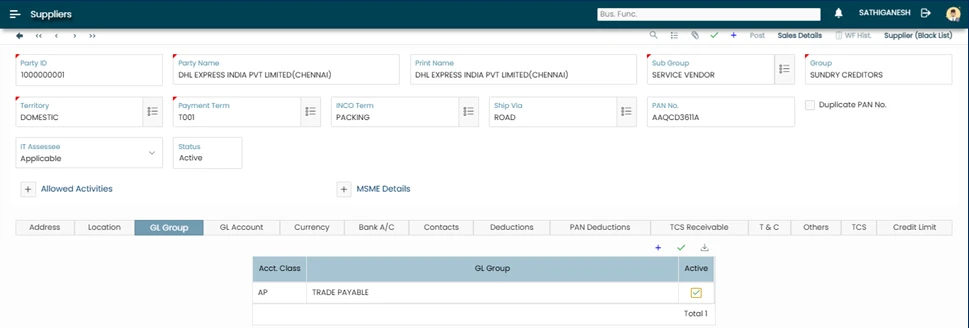 Suppliers
Bus. Func.
SATHIGANESH
Post Sales Details WF Hist. Supplier (Black List)
Party ID Party Name Print Name Sub Group Group
1000000001 DHL EXPRESS INDIA PVT LIMITED(CHENNAI) DHL EXPRESS INDIA PVT LIMITED(CHENNAI) SERVICE VENDOR SUNDRY CREDITORS
Territory Payment Term INCO Term Ship Via PAN No. Duplicate PAN No.
DOMESTIC T001 PACKING ROAD AAQCD3611A
IT Assessee Status
Applicable Active
Allowed Activities MSME Details
Address Location GL Group GL Account Currency Bank A/C Contacts Deductions PAN Deductions TCS Receivable T & C Others TCS Credit Limit
Acct. Class GL Group Active
AP TRADE PAYABLE
Total 1